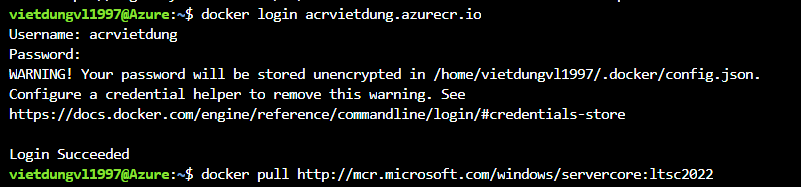 vietdungvl1997@Azure:~$ docker login acrvietdung.azurecr.io
Username: acrvietdung
Password:
WARNING! Your password will be stored unencrypted in /home/vietdungvl1997/.docker/config.json.
Configure a credential helper to remove this warning. See
https://docs.docker.com/engine/reference/commandline/login/#credentials-store
Login Succeeded
vietdungvl1997@Azure:~$ docker pull http://mcr.microsoft.com/windows/servercore:ltsc2022